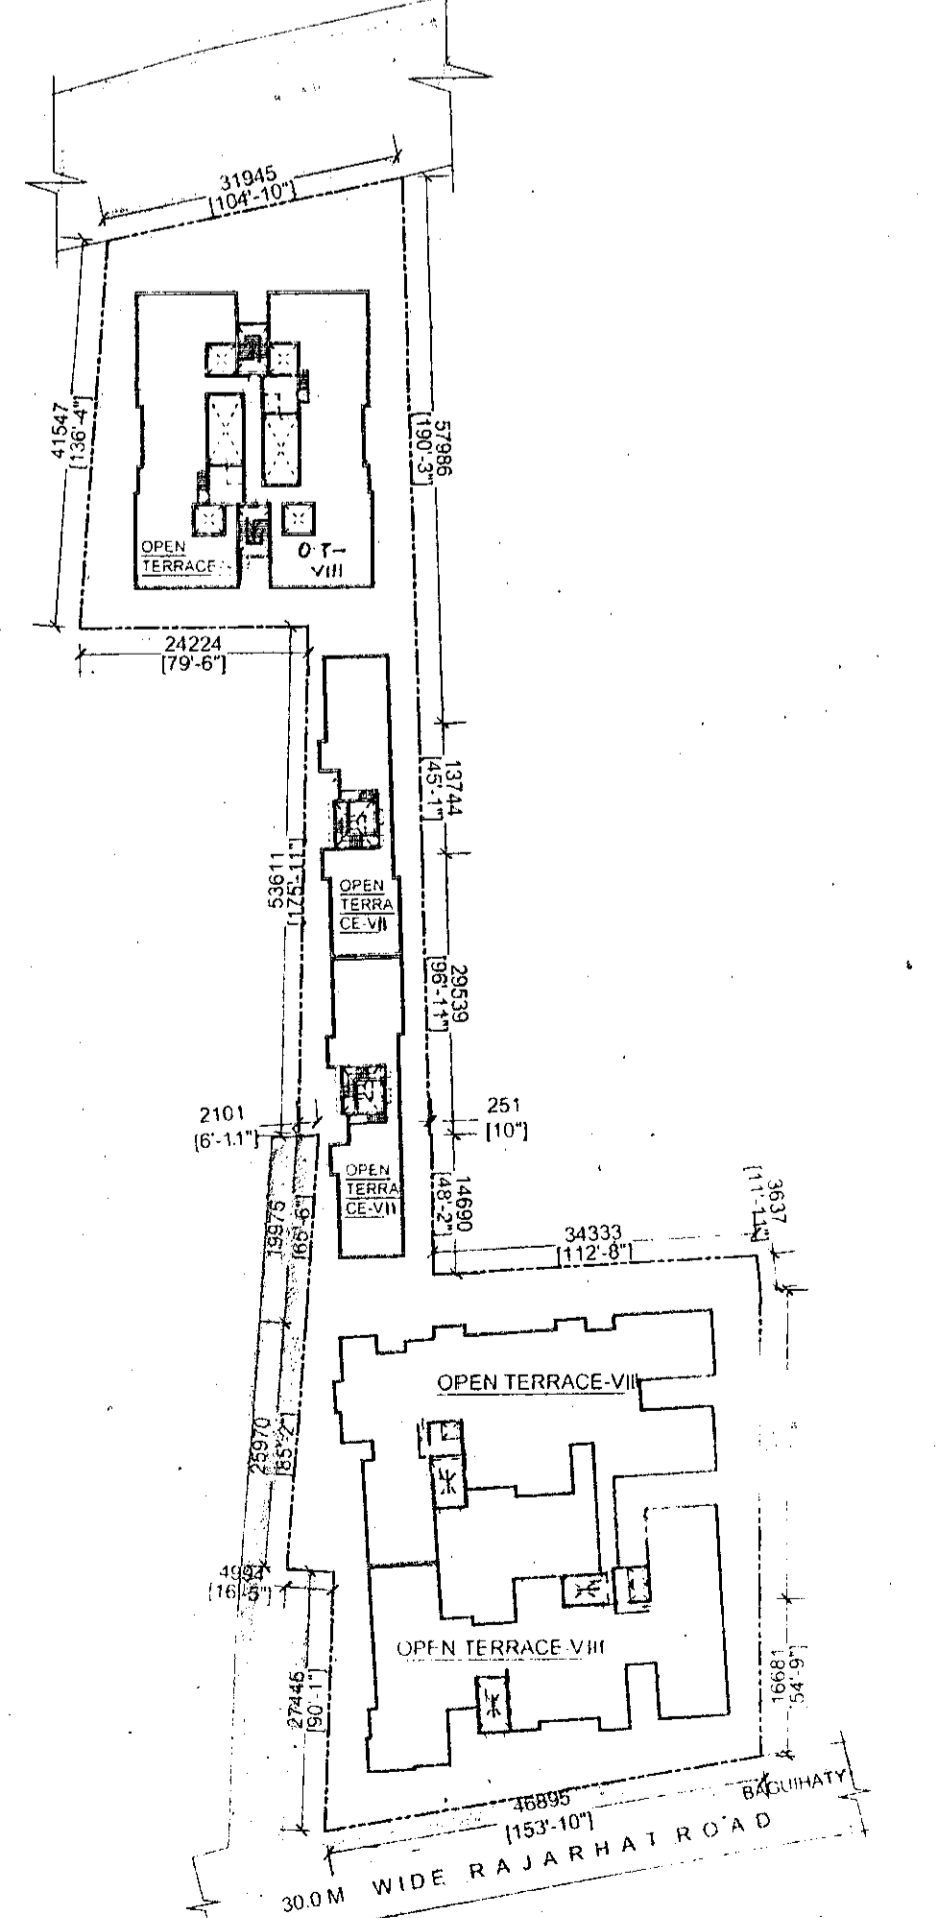 31945
[104'-10"]
41547
[136'-4"]
57986
[190'-3"]
OPEN
TERRACE
O.T-
VIII
24224
[79'-6"]
13744
[45'-1"]
53611
[175'-11"]
OPEN
TERRA
CE-VII
29539
[96'-11"]
2101
[6'-11"]
251
[10"]
OPEN
TERRA
CE-VII
14690
[48'-2"]
3637
[11'-11"]
19975
[65'-6"]
34333
[112'-8"]
OPEN TERRACE-VIII
25970
[85'-2"]
4994
[16'-5"]
OPEN TERRACE-VIII
16681
54'-9"]
27446
[90'-1"]
BAGUIHATY
46895
[153'-10"]
30.0 M WIDE RAJARHAT ROAD